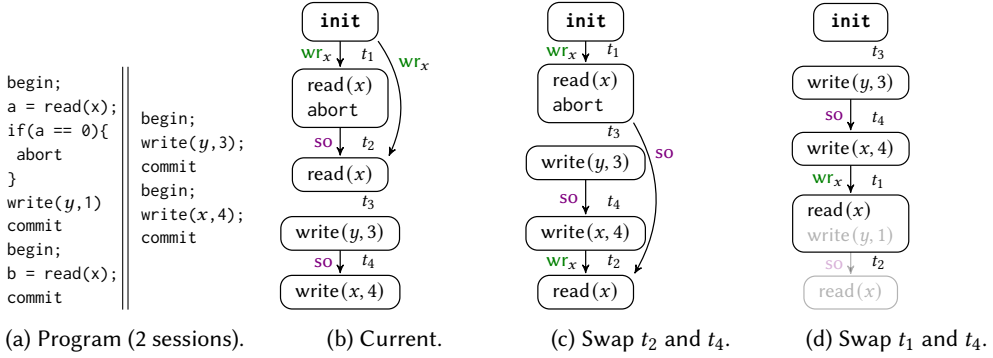 begin;
a = read(x);
if(a == 0){
abort
}
write(y,1)
commit
begin;
b = read(x);
commit
begin;
write(y,3);
commit
begin;
write(x,4);
commit
(a) Program (2 sessions).
init
wrₓ t₁
wrₓ
read(x)
abort
so t₂
read(x)
t₃
write(y,3)
so t₄
write(x,4)
(b) Current.
init
wrₓ t₁
read(x)
abort
t₃
so
write(y,3)
so t₄
write(x,4)
wrₓ t₂
read(x)
(c) Swap t₂ and t₄.
init
t₃
write(y,3)
so t₄
write(x,4)
wrₓ t₁
read(x)
write(y,1)
so t₂
read(x)
(d) Swap t₁ and t₄.